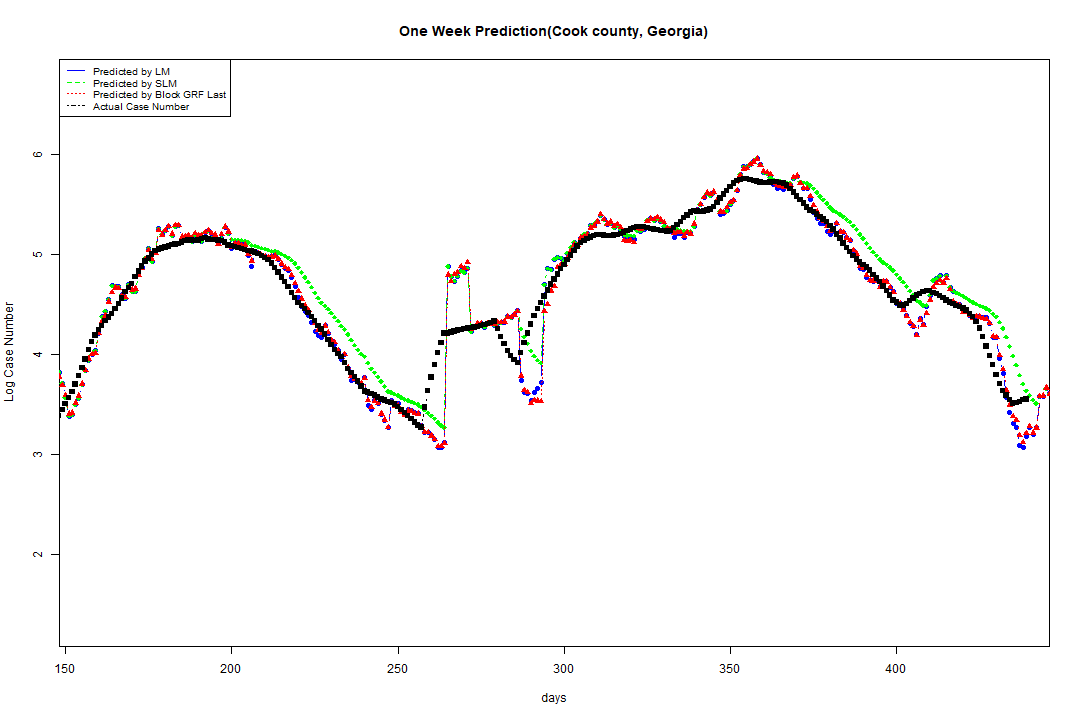 One Week Prediction(Cook county, Georgia)
Predicted by LM
Predicted by SLM
Predicted by Block GRF Last
Actual Case Number
Log Case Number
6
5
4
3
2
150 200 250 300 350 400
days